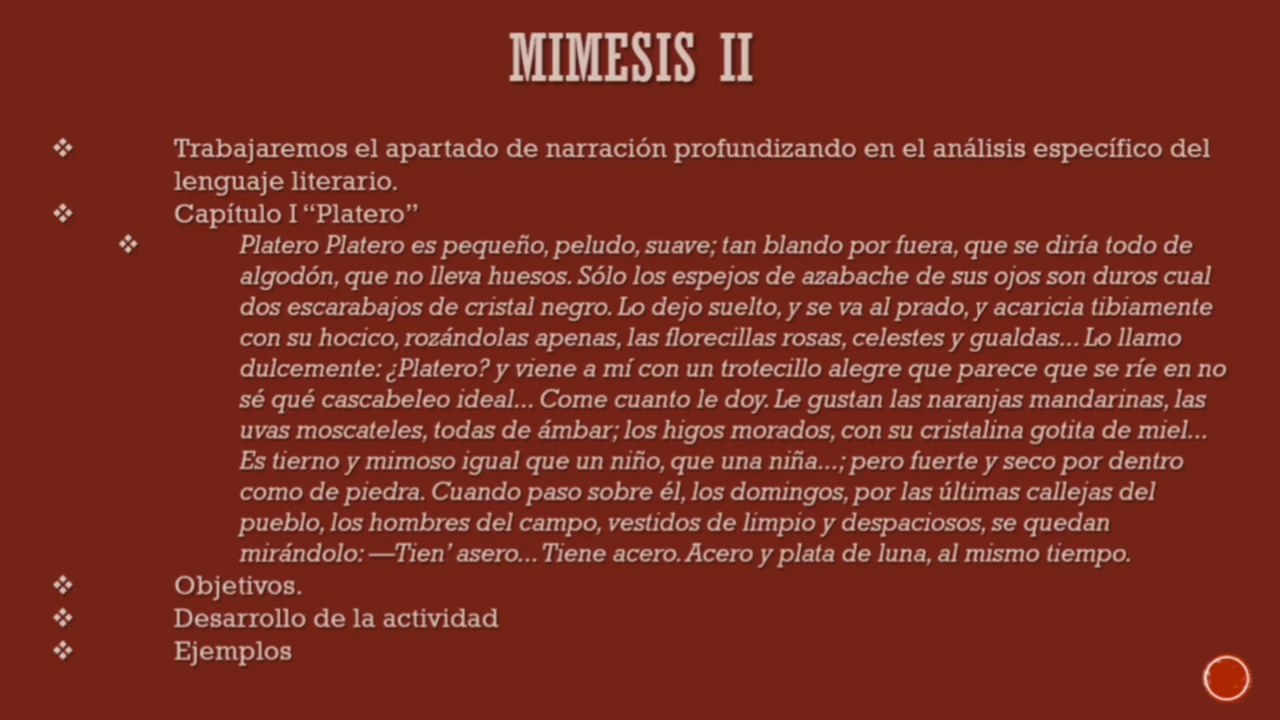 MIMESIS II
Trabajaremos el apartado de narración profundizando en el análisis específico del
lenguaje literario.
Capítulo I “Platero”
Platero Platero es pequeño, peludo, suave; tan blando por fuera, que se diría todo de
algodón, que no lleva huesos. Sólo los espejos de azabache de sus ojos son duros cual
dos escarabajos de cristal negro. Lo dejo suelto, y se va al prado, y acaricia tibiamente
con su hocico, rozándolas apenas, las florecillas rosas, celestes y gualdas... Lo llamo
dulcemente: ¿Platero? y viene a mí con un trotecillo alegre que parece que se ríe en no
sé qué cascabeleo ideal... Come cuanto le doy. Le gustan las naranjas mandarinas, las
uvas moscateles, todas de ámbar; los higos morados, con su cristalina gotita de miel...
Es tierno y mimoso igual que un niño, que una niña...; pero fuerte y seco por dentro
como de piedra. Cuando paso sobre él, los domingos, por las últimas callejas del
pueblo, los hombres del campo, vestidos de limpio y despaciosos, se quedan
mirándolo: —Tien’ asero... Tiene acero. Acero y plata de luna, al mismo tiempo.
Objetivos.
Desarrollo de la actividad
Ejemplos